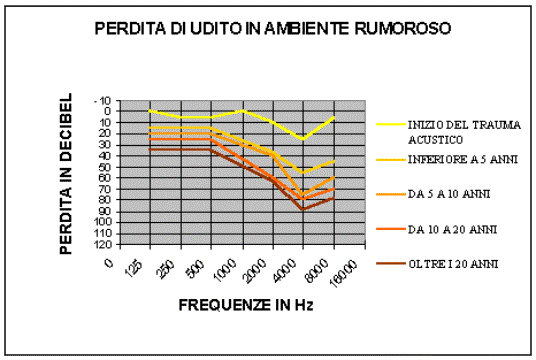 PERDITA DI UDITO IN AMBIENTE RUMOROSO
PERDITA IN DECIBEL
-10
0
10
20
30
40
50
60
70
80
90
100
110
120
0
125
250
500
1000
2000
4000
8000
16000
FREQUENZE IN Hz
INIZIO DEL TRAUMA
ACUSTICO
INFERIORE A 5 ANNI
DA 5 A 10 ANNI
DA 10 A 20 ANNI
OLTRE I 20 ANNI